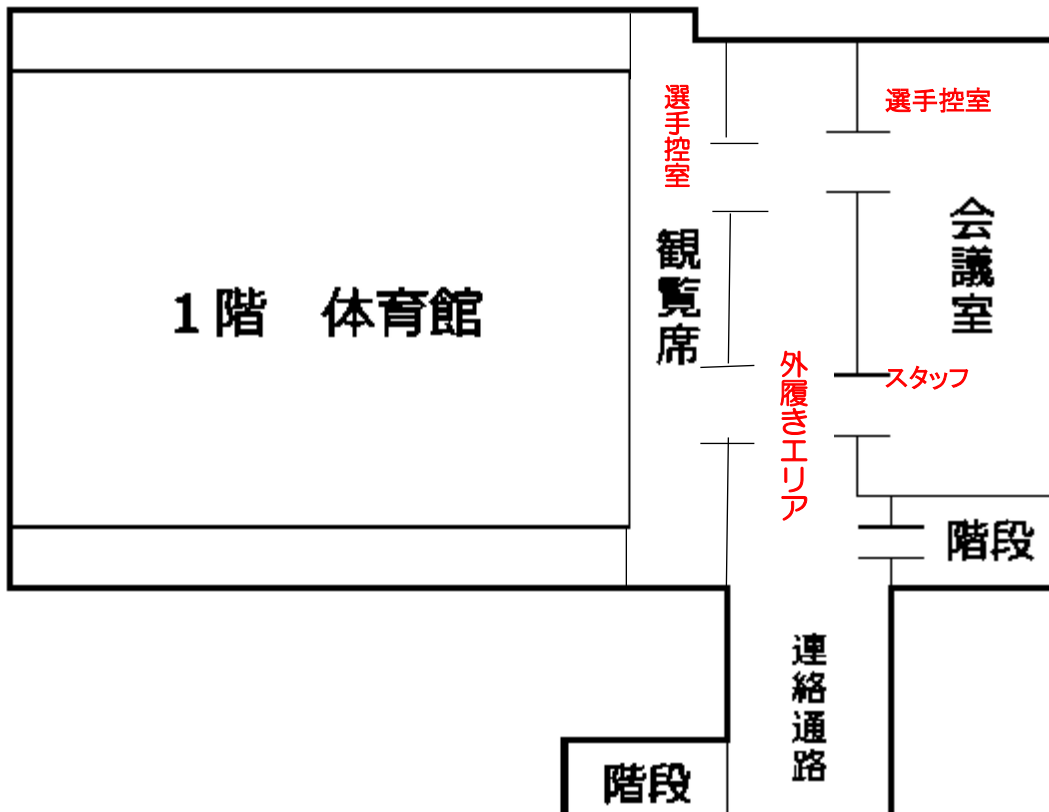 選手控室
選手控室
会議室
観覧席
1階 体育館
外履きエリア
スタッフ
階段
連絡通路
階段